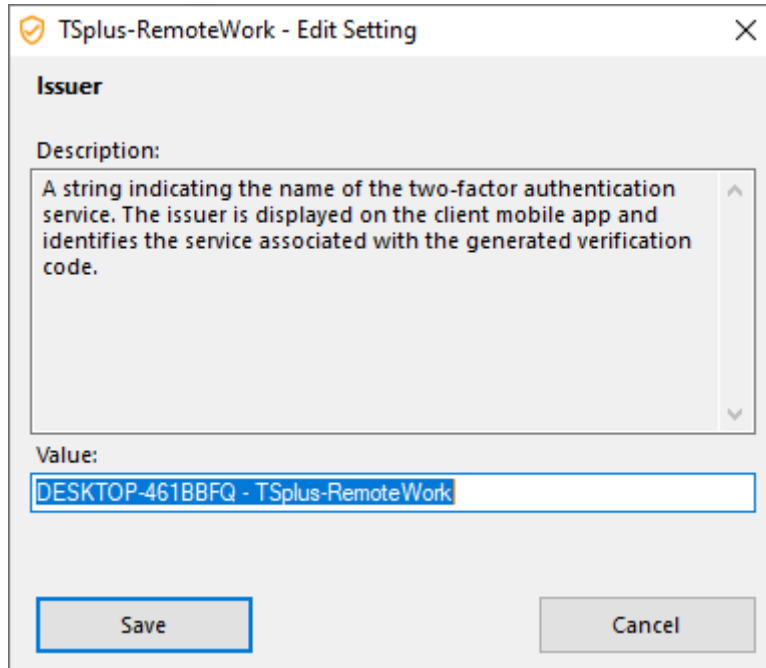 TSplus-RemoteWork - Edit Setting
Issuer
Description:
A string indicating the name of the two-factor authentication
service. The issuer is displayed on the client mobile app and
identifies the service associated with the generated verification
code.
Value:
DESKTOP-461BBFQ - TSplus-RemoteWork
Save
Cancel